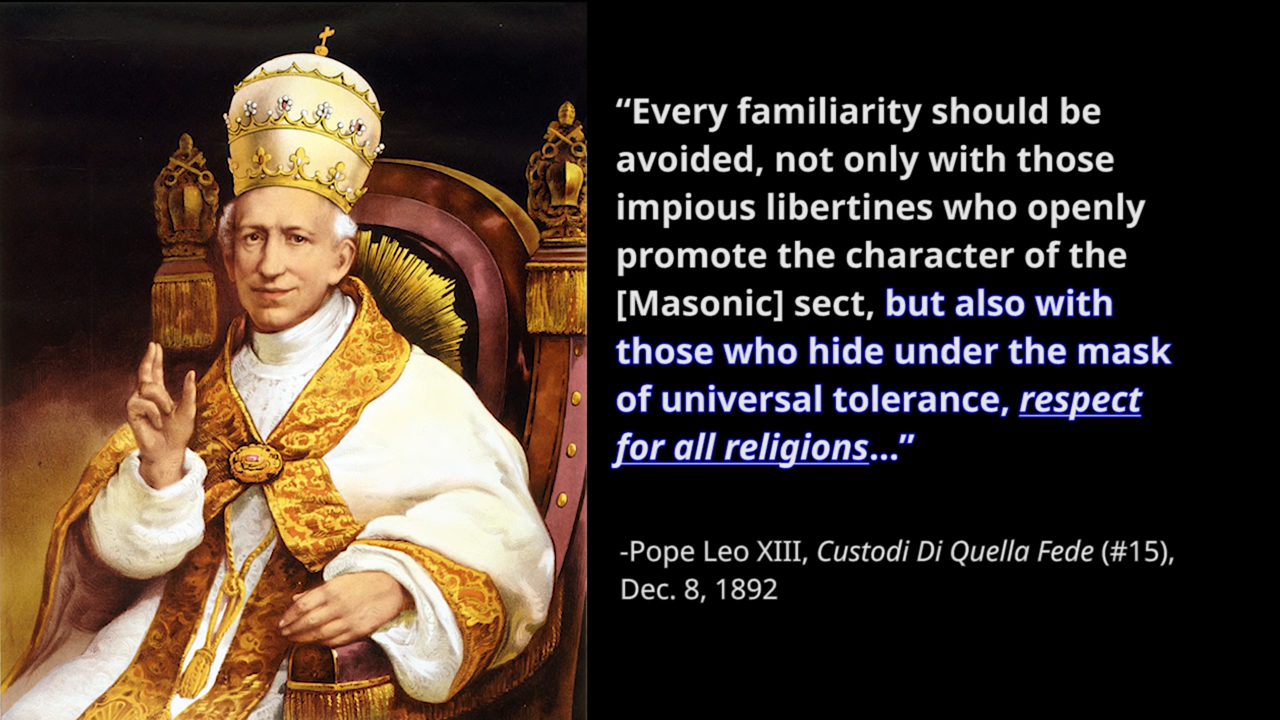 “Every familiarity should be
avoided, not only with those
impious libertines who openly
promote the character of the
[Masonic] sect, but also with
those who hide under the mask
of universal tolerance, respect
for all religions...”
-Pope Leo XIII, Custodi Di Quella Fede (#15),
Dec. 8, 1892